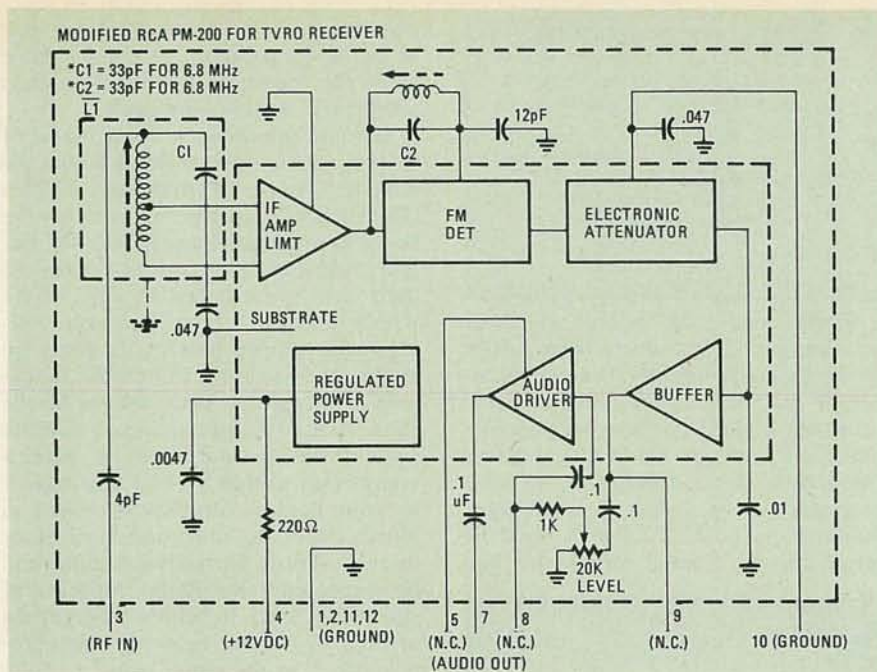 MODIFIED RCA PM-200 FOR TVRO RECEIVER
*C1 = 33pF FOR 6.8 MHz
*C2 = 33pF FOR 6.8 MHz
L1
C1
C2
12pF
.047
IF
AMP
LIMT
FM
DET
ELECTRONIC
ATTENUATOR
.047
SUBSTRATE
REGULATED
POWER
SUPPLY
AUDIO
DRIVER
BUFFER
.0047
4pF
220Ω
.1
uF
.1
1K
.1
20K
LEVEL
.01
3
(RF IN)
4
(+12VDC)
1,2,11,12
(GROUND)
5
(N.C.)
7
(AUDIO OUT)
8
(N.C.)
9
(N.C.)
10 (GROUND)